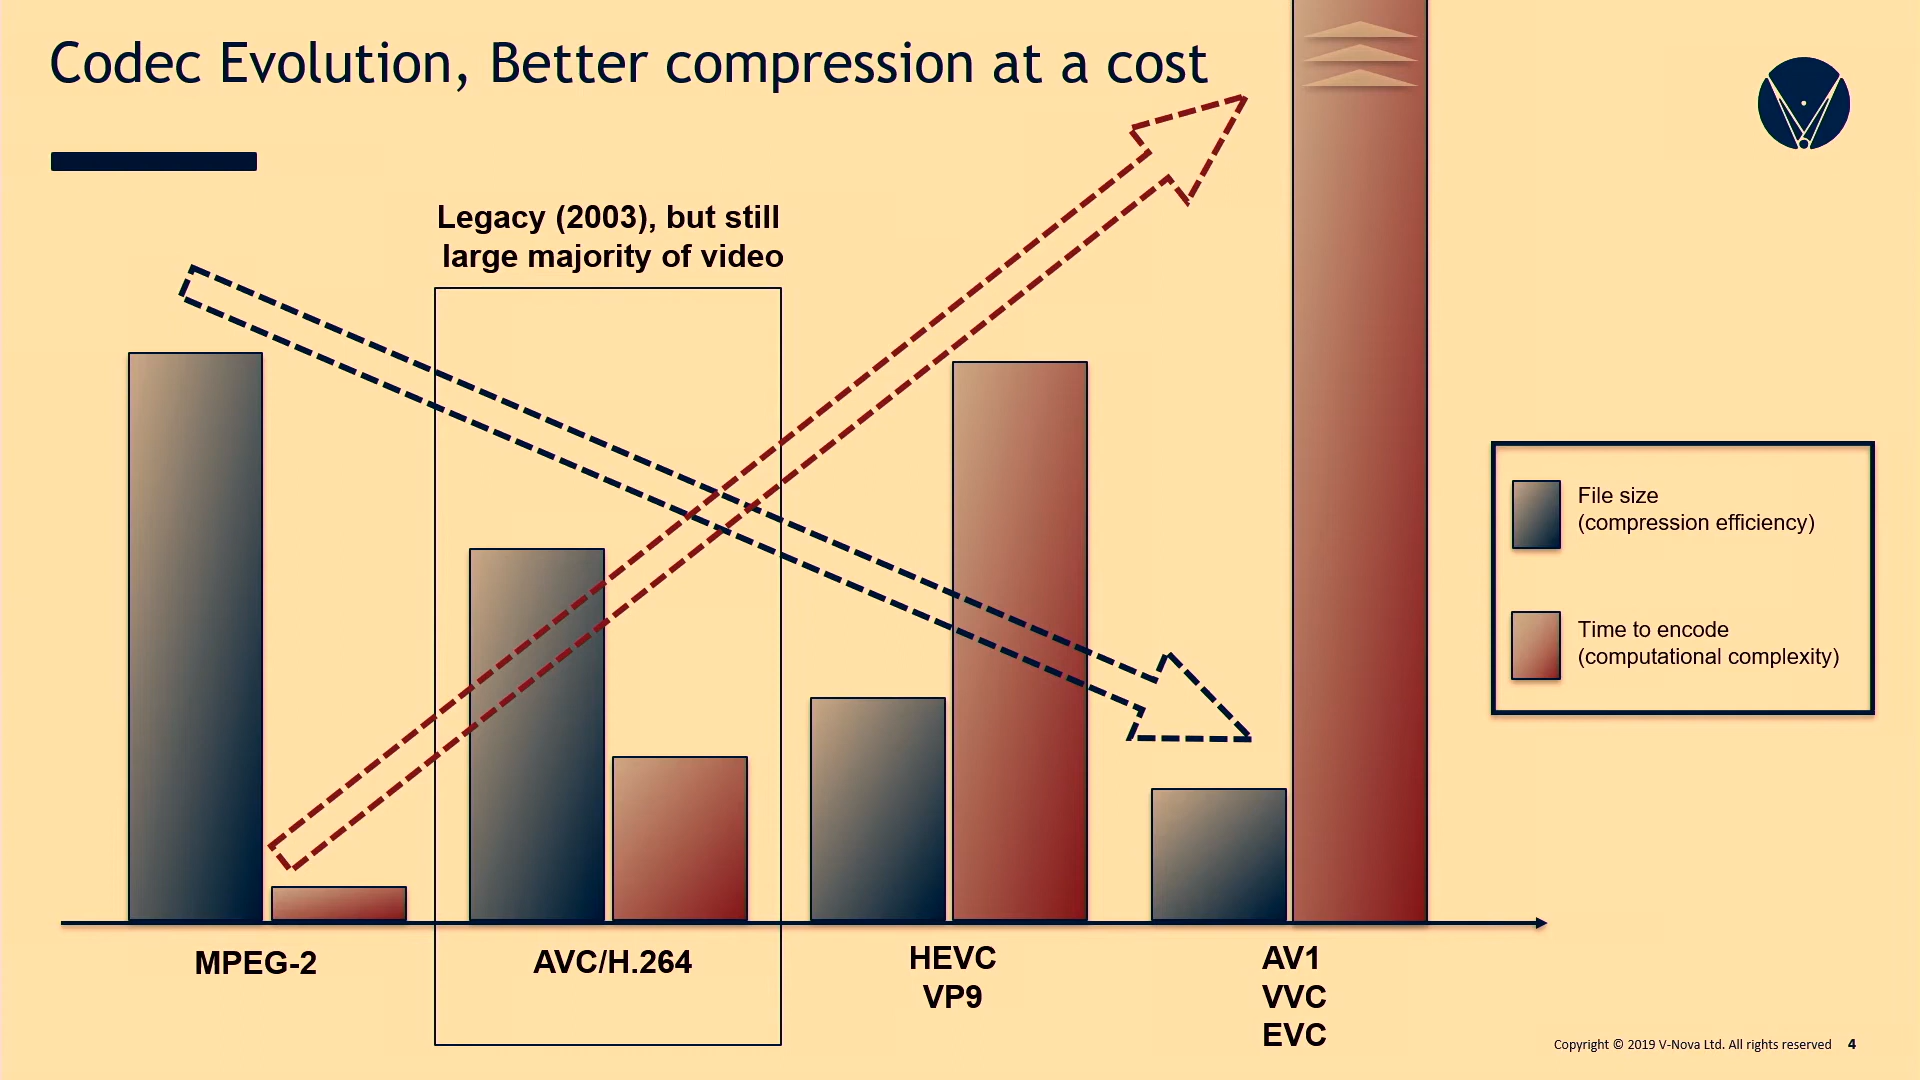 Codec Evolution, Better compression at a cost
Legacy (2003), but still
large majority of video
File size
(compression efficiency)
Time to encode
(computational complexity)
MPEG-2
AVC/H.264
HEVC
VP9
AV1
VVC
EVC
Copyright © 2019 V-Nova Ltd. All rights reserved 4